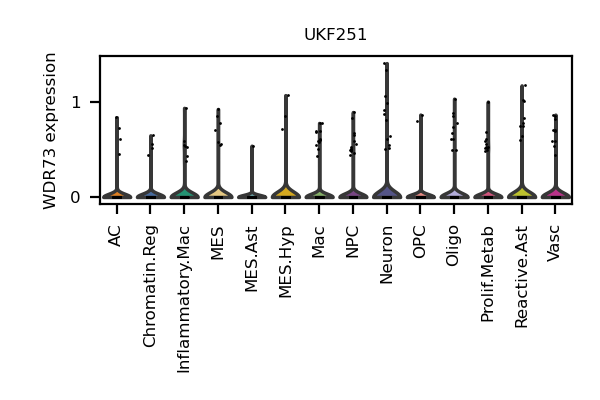 UKF251
WDR73 expression
1
0
AC
Chromatin.Reg
Inflammatory.Mac
MES
MES.Ast
MES.Hyp
Mac
NPC
Neuron
OPC
Oligo
Prolif.Metab
Reactive.Ast
Vasc